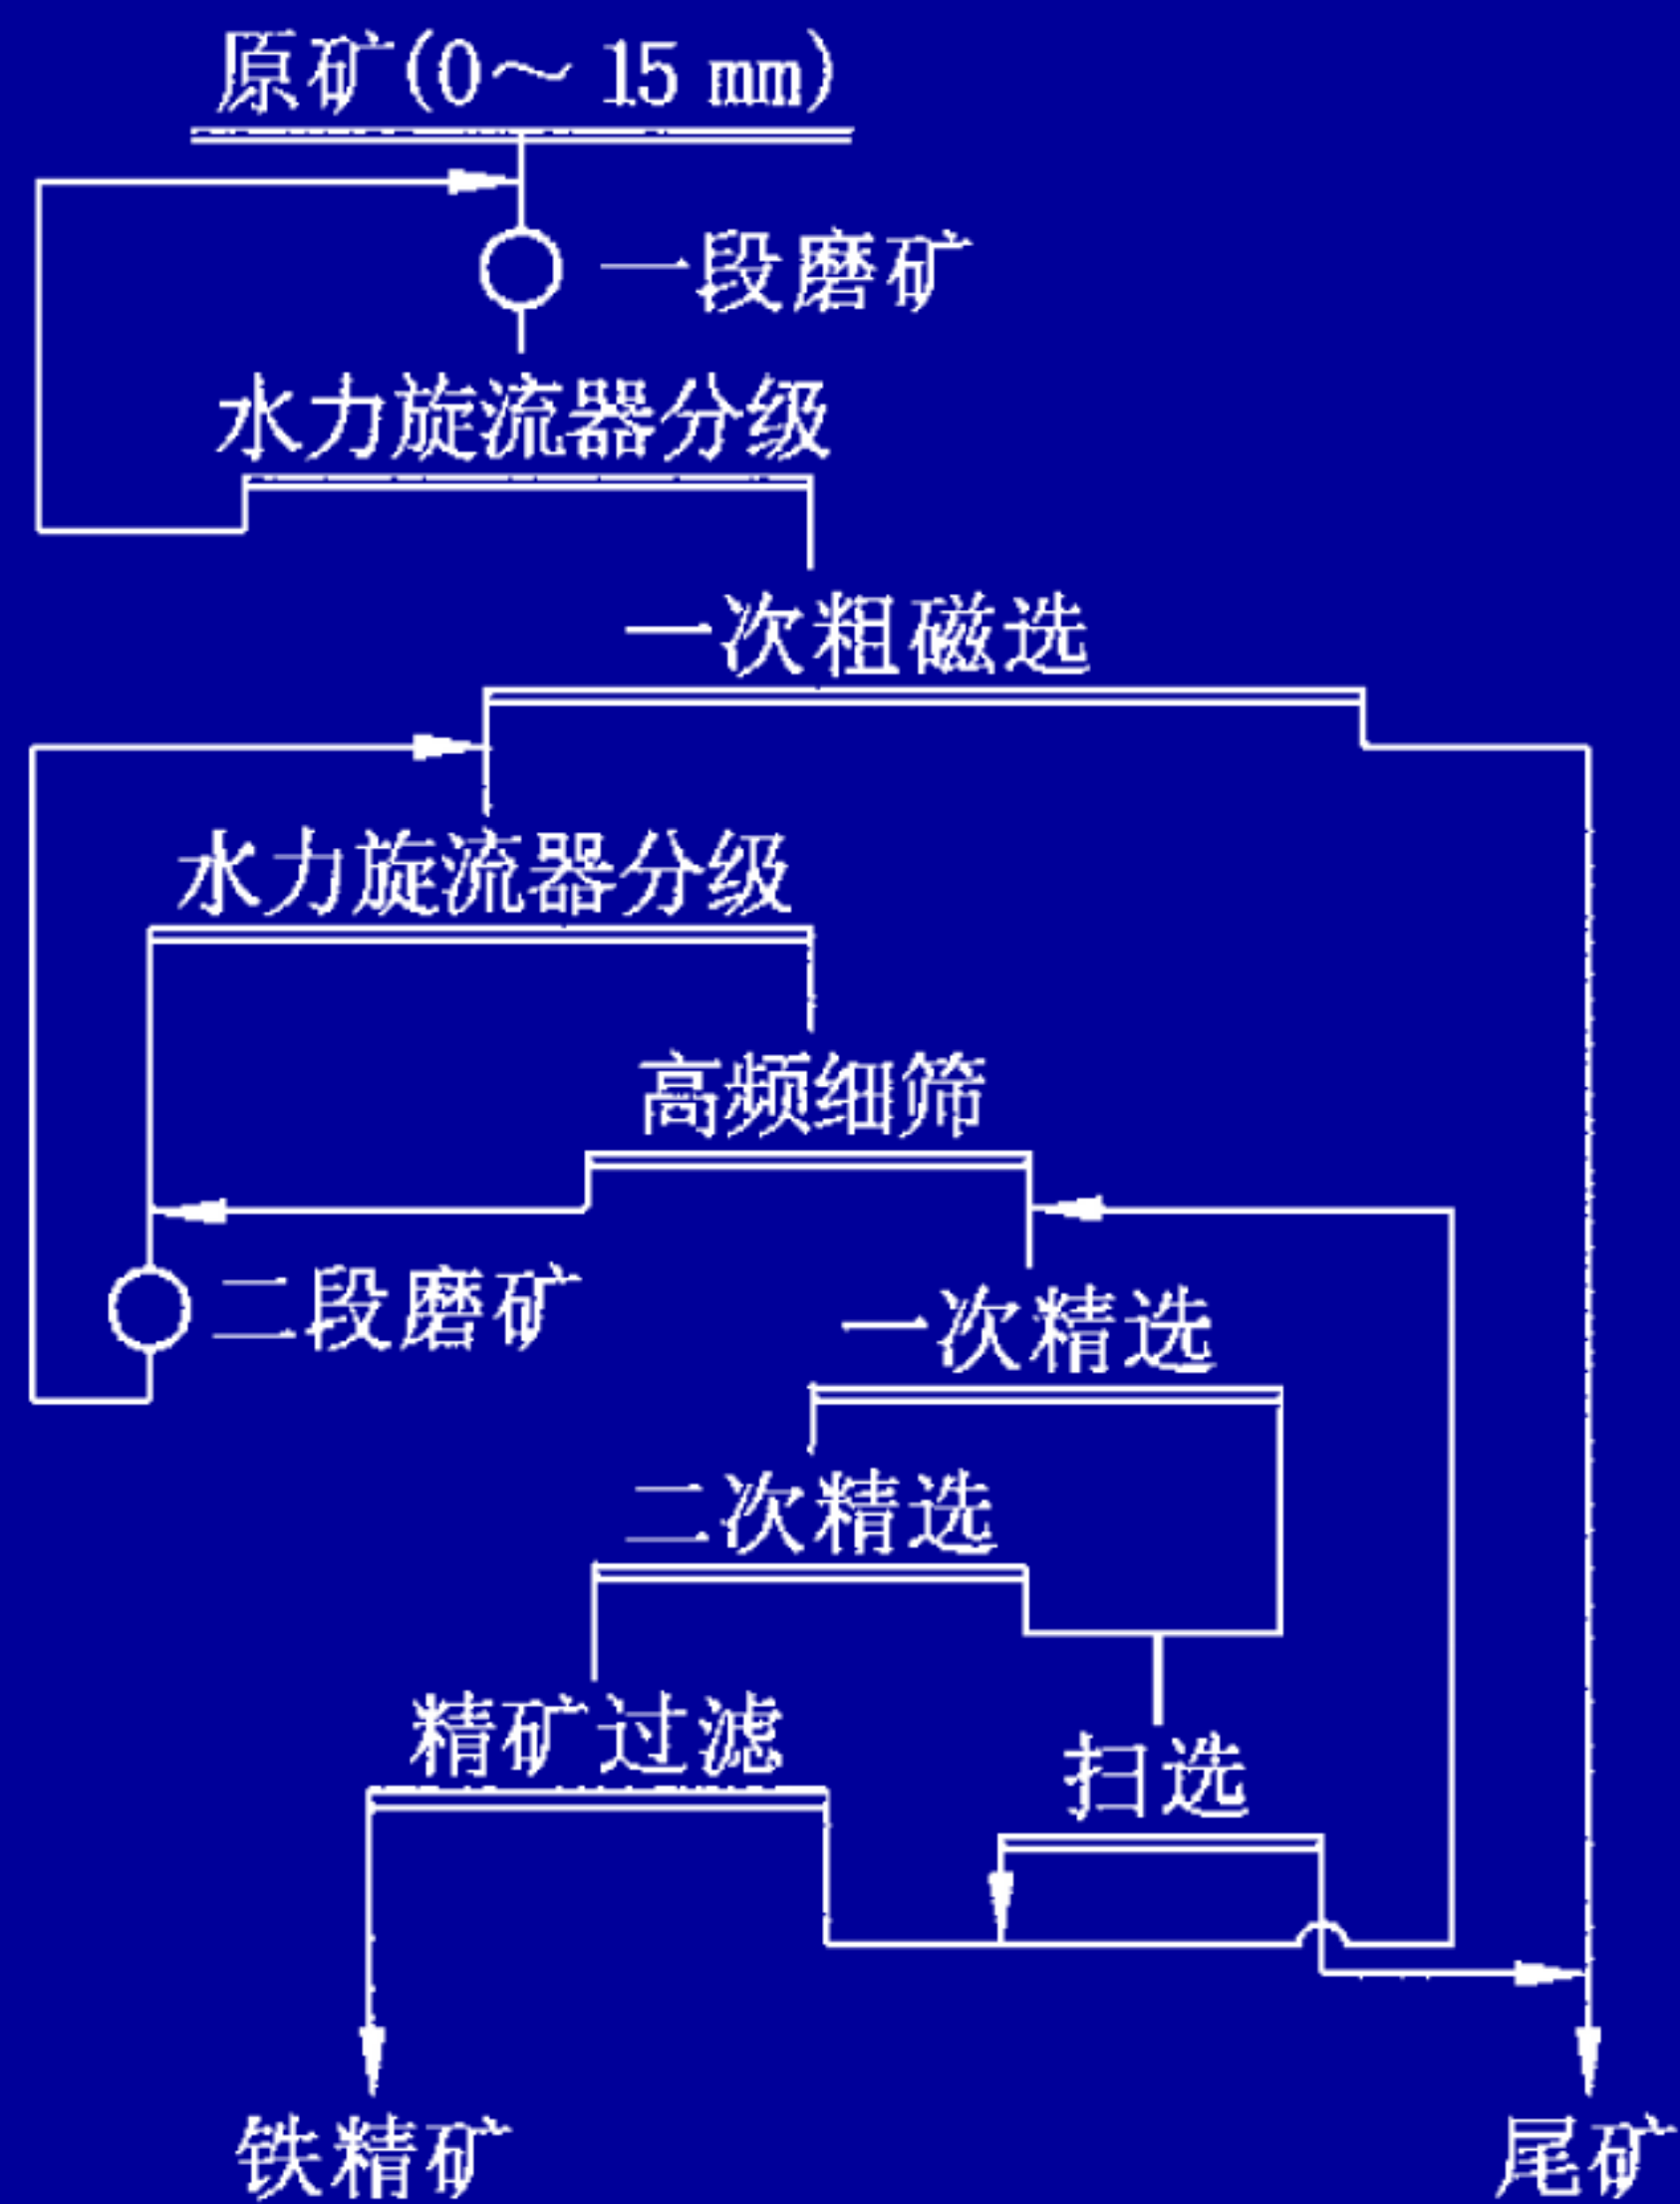 原矿(0～15 mm)
一段磨矿
水力旋流器分级
一次粗磁选
水力旋流器分级
高频细筛
二段磨矿
一次精选
二次精选
精矿过滤
扫选
铁精矿
尾矿